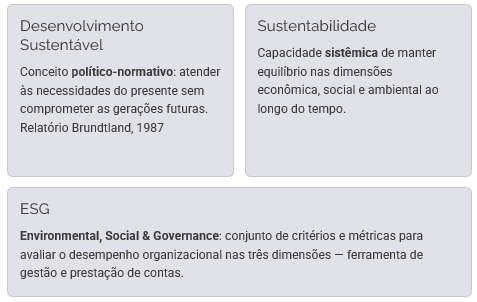 Desenvolvimento
Sustentável
Conceito político-normativo: atender
às necessidades do presente sem
comprometer as gerações futuras.
Relatório Brundtland, 1987
Sustentabilidade
Capacidade sistêmica de manter
equilíbrio nas dimensões
econômica, social e ambiental ao
longo do tempo.
ESG
Environmental, Social & Governance: conjunto de critérios e métricas para
avaliar o desempenho organizacional nas três dimensões — ferramenta de
gestão e prestação de contas.